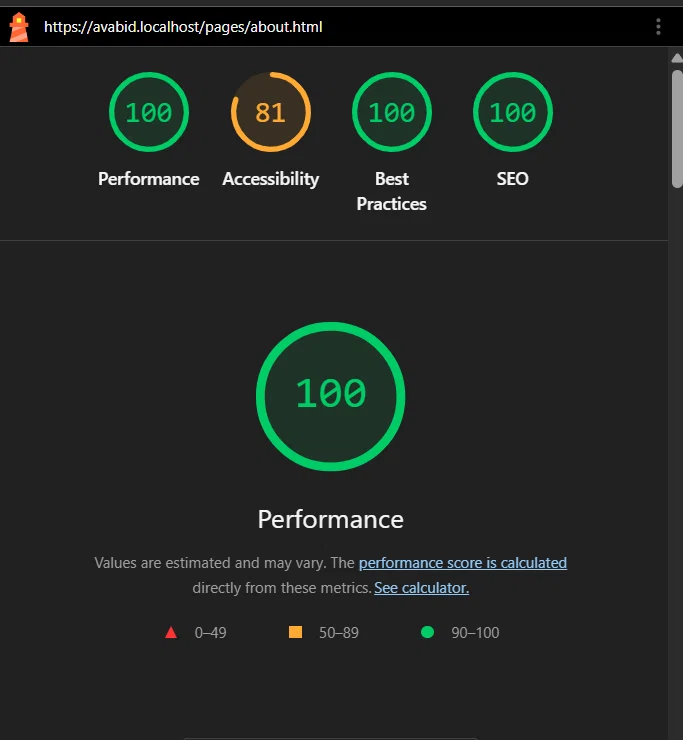 https://avabid.localhost/pages/about.html
100
81
100
100
Performance
Accessibility
Best
Practices
SEO
100
Performance
Values are estimated and may vary. The performance score is calculated
directly from these metrics. See calculator.
0–49
50–89
90–100